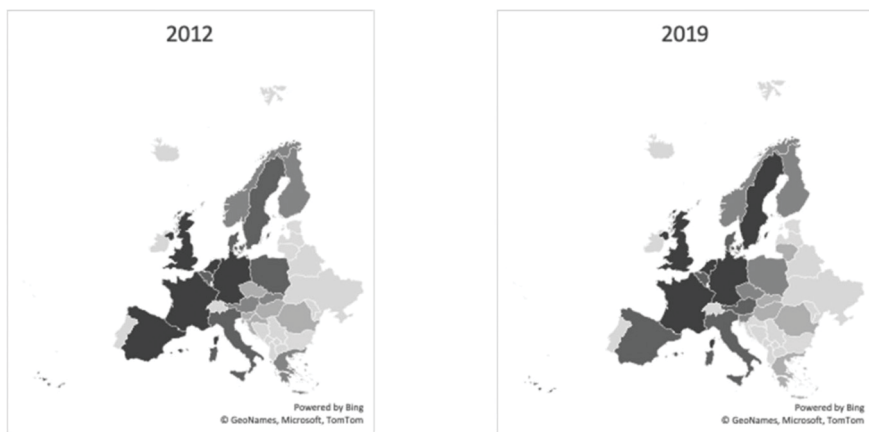 2012
2019
Powered by Bing
© GeoNames, Microsoft, TomTom
Powered by Bing
© GeoNames, Microsoft, TomTom